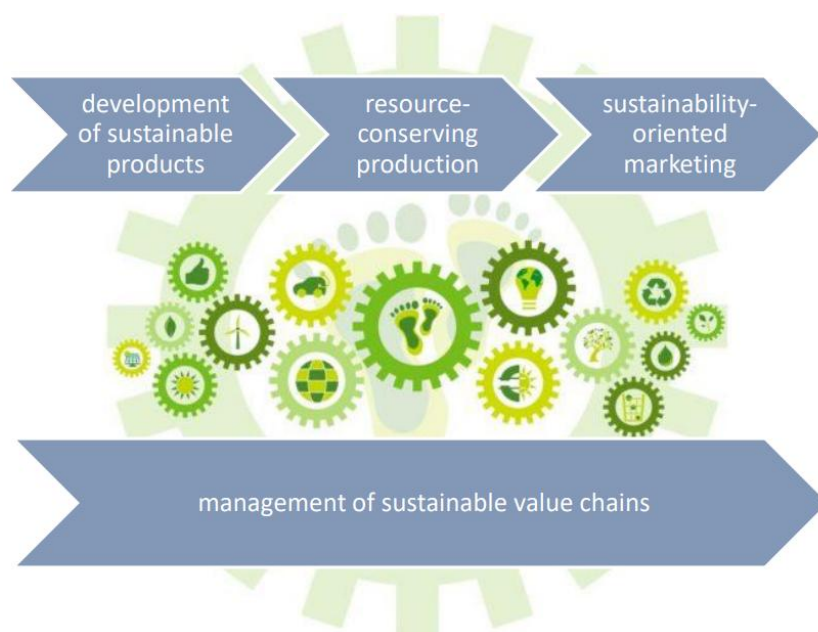 development
of sustainable
products
resource-
conserving
production
sustainability-
oriented
marketing
management of sustainable value chains